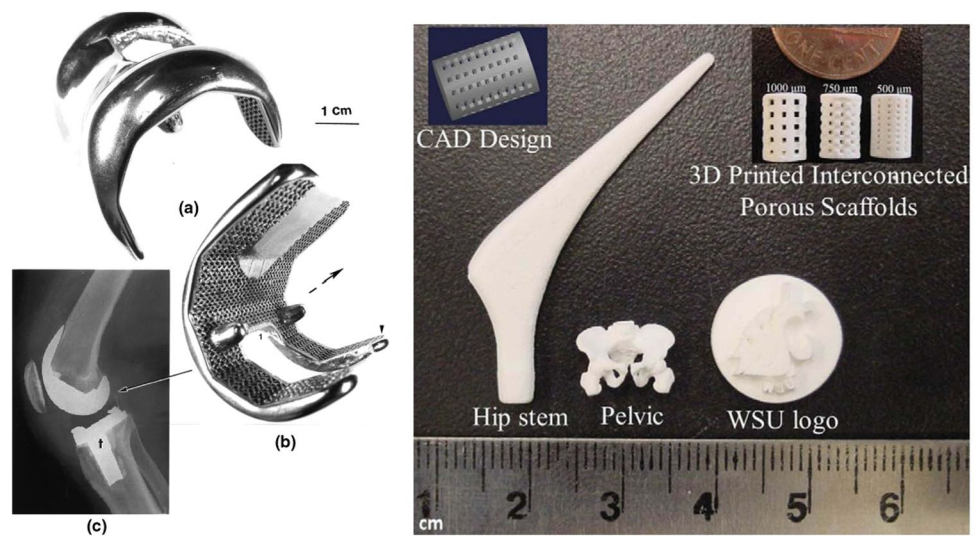 1 cm
(a)
(b)
(c)
t
1
CAD Design
ONE CENT
1000 μm
750 μm
500 μm
3D Printed Interconnected
Porous Scaffolds
Hip stem
Pelvic
WSU logo
1 2 3 4 5 6
cm